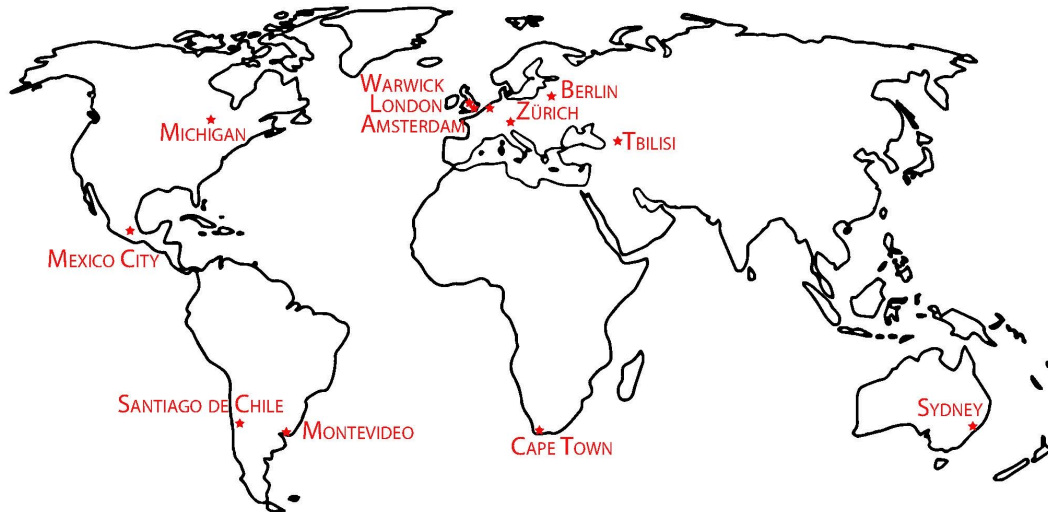 WARWICK
LONDON
AMSTERDAM
BERLIN
ZÜRICH
MICHIGAN
TBILISI
MEXICO CITY
SANTIAGO DE CHILE
MONTEVIDEO
CAPE TOWN
SYDNEY